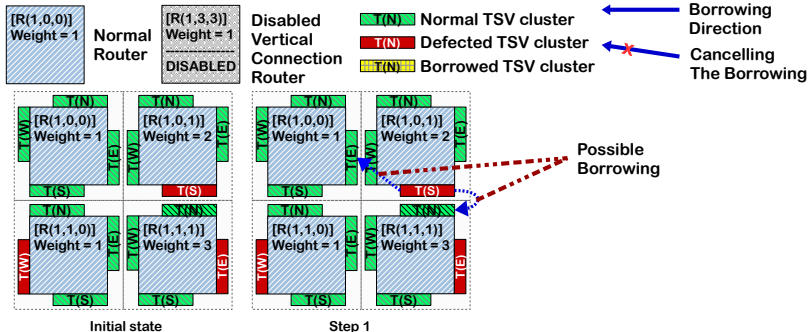 [R(1,0,0)]
Weight = 1
Normal
Router
[R(1,3,3)]
Weight = 1
DISABLED
Disabled
Vertical
Connection
Router
T(N)
Normal TSV cluster
T(N)
Defected TSV cluster
T(N)
Borrowed TSV cluster
Borrowing
Direction
X
Cancelling
The Borrowing
T(N)
T(W)
[R(1,0,0)]
Weight = 1
T(E)
T(S)
T(N)
T(W)
[R(1,0,1)]
Weight = 2
T(E)
T(S)
T(N)
T(W)
[R(1,1,0)]
Weight = 1
T(E)
T(S)
T(N)
T(W)
[R(1,1,1)]
Weight = 3
T(E)
T(S)
Initial state
T(N)
T(W)
[R(1,0,0)]
Weight = 1
T(E)
T(S)
T(N)
T(W)
[R(1,0,1)]
Weight = 2
T(E)
T(S)
T(N)
T(W)
[R(1,1,0)]
Weight = 1
T(E)
T(S)
T(N)
T(W)
[R(1,1,1)]
Weight = 3
T(E)
T(S)
Step 1
Possible
Borrowing